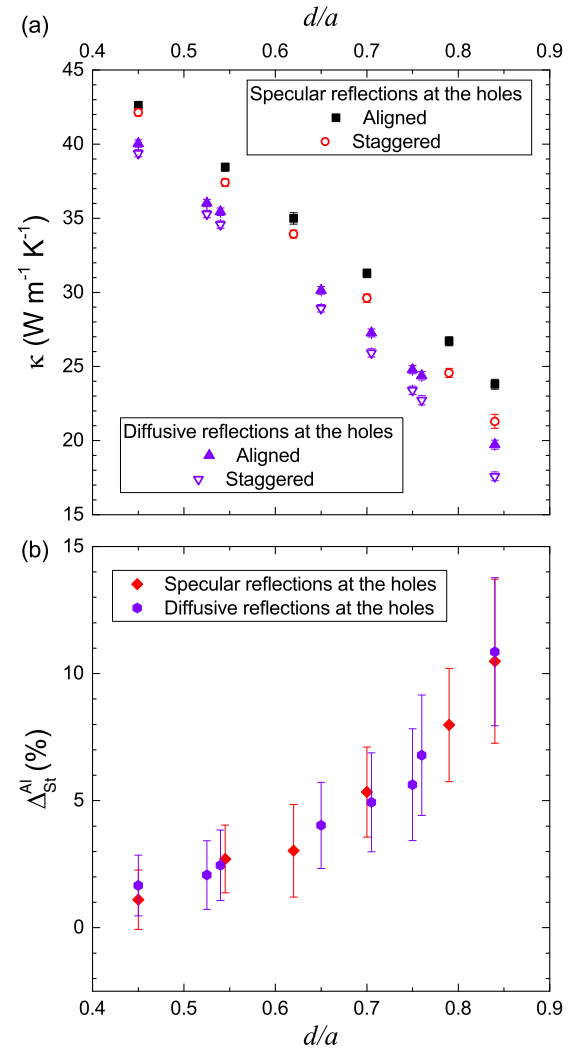 (a)
d/a
0.4 0.5 0.6 0.7 0.8 0.9
45
40
35
30
25
20
15
κ (W m⁻¹ K⁻¹)
Specular reflections at the holes
Aligned
Staggered
Diffusive reflections at the holes
Aligned
Staggered
(b)
15
10
5
0
Δ_St^Al (%)
Specular reflections at the holes
Diffusive reflections at the holes
0.4 0.5 0.6 0.7 0.8 0.9
d/a